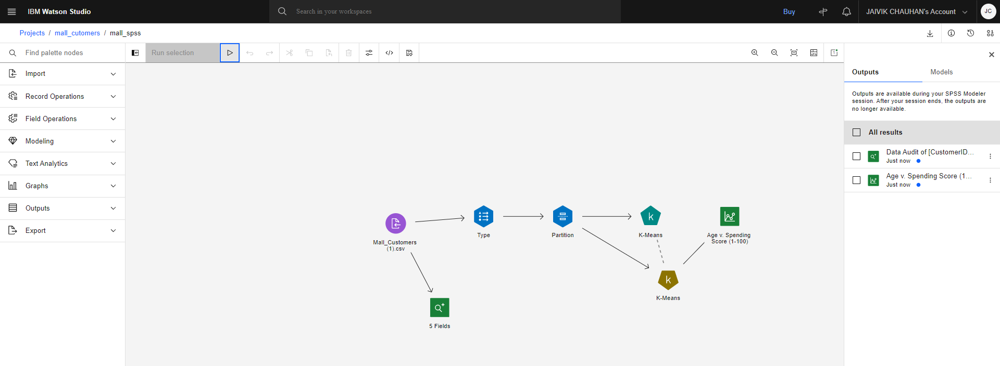 IBM Watson Studio
Search in your workspaces
Buy
JAIVIK CHAUHAN's Account
JC
Projects / mall_cutomers / mall_spss
Find palette nodes
Run selection
Import
Record Operations
Field Operations
Modeling
Text Analytics
Graphs
Outputs
Export
Mall_Customers
(1).csv
Type
Partition
k
K-Means
Age v. Spending
Score (1-100)
k
K-Means
5 Fields
Outputs
Models
Outputs are available during your SPSS Modeler
session. After your session ends, the outputs are
no longer available.
All results
Data Audit of [CustomerID...
Just now
Age v. Spending Score (1...
Just now